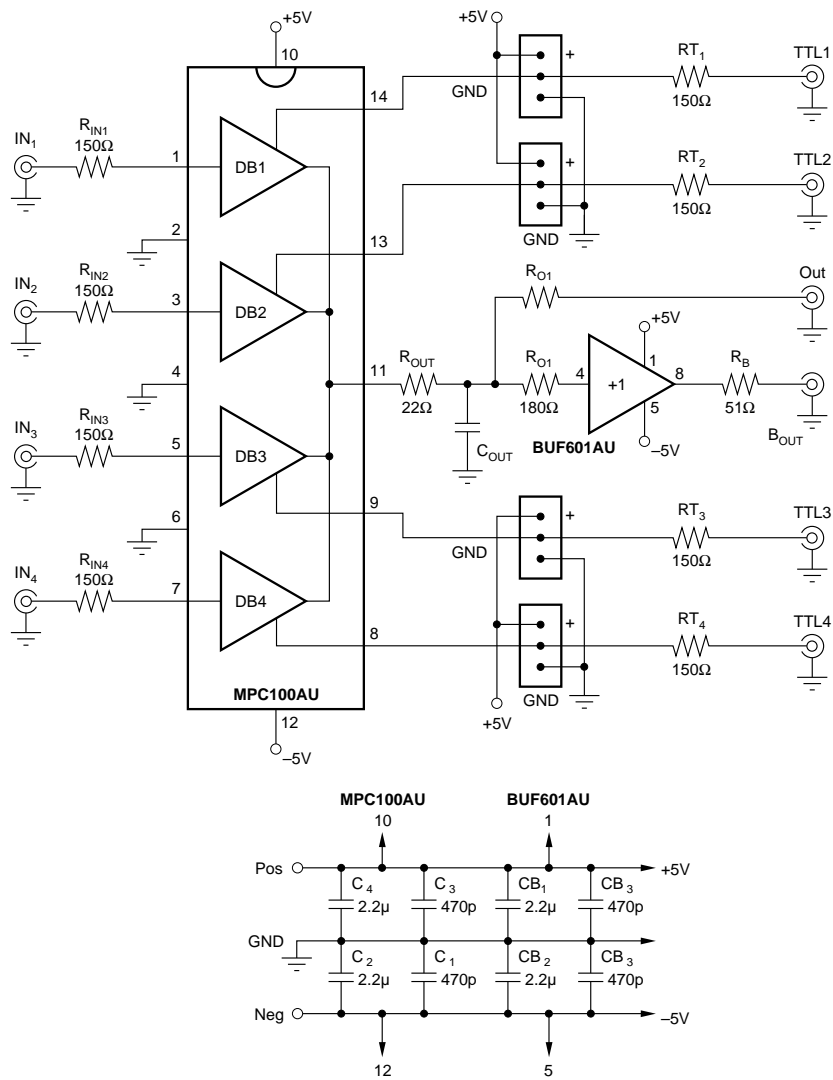 +5V
+5V
10
+
RT1
TTL1
14
GND
150Ω
IN1
RIN1
150Ω
1
DB1
+
RT2
TTL2
150Ω
2
13
GND
RIN2
150Ω
IN2
3
DB2
RO1
Out
+5V
4
11
ROUT
22Ω
RO1
180Ω
4
+1
1
8
5
RB
51Ω
IN3
RIN3
150Ω
5
DB3
COUT
BUF601AU
–5V
BOUT
6
9
+
RT3
TTL3
GND
150Ω
IN4
RIN4
150Ω
7
DB4
+
RT4
TTL4
8
150Ω
MPC100AU
GND
12
+5V
–5V
MPC100AU
BUF601AU
10
1
Pos
+5V
C4
2.2µ
C3
470p
CB1
2.2µ
CB3
470p
GND
C2
2.2µ
C1
470p
CB2
2.2µ
CB3
470p
Neg
–5V
12
5